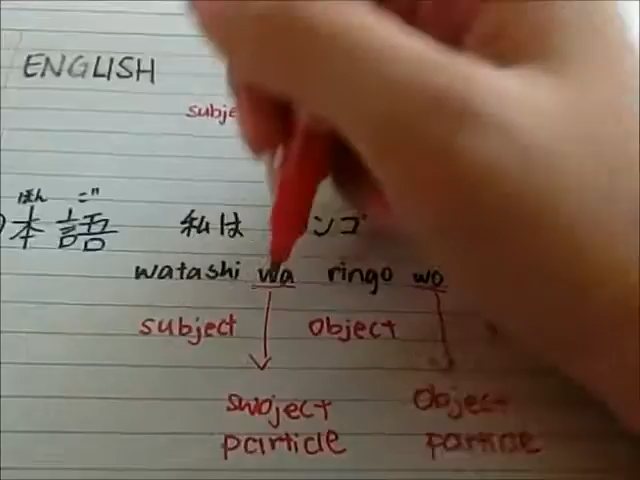 ENGLISH
subje
ほん ご
本語 私は ンゴ
watashi wa ringo wo
subject object
swoject object
particle particle